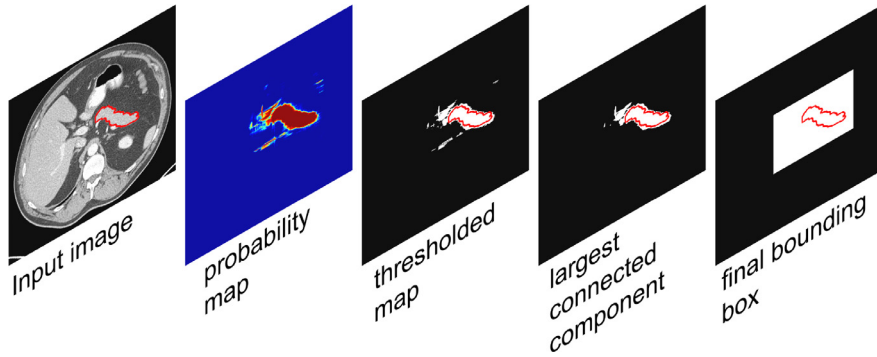 Input image
probability
map
thresholded
map
largest
connected
component
final bounding
box